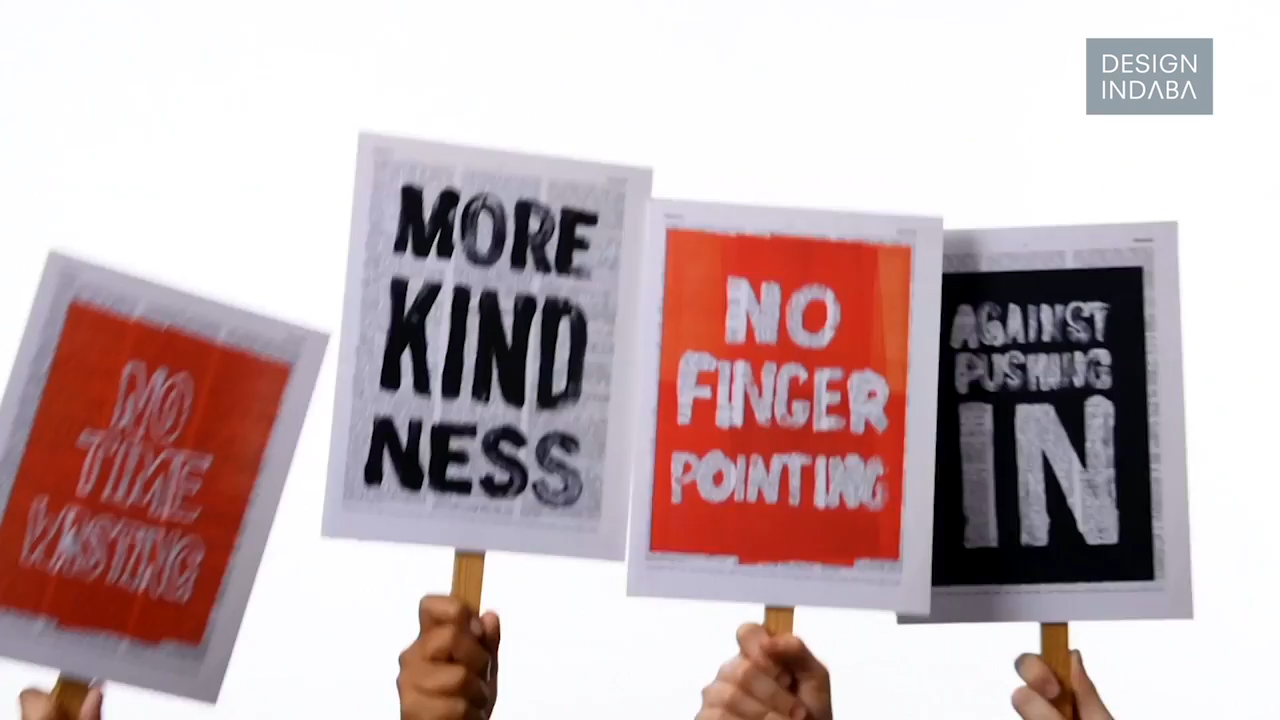 DESIGN
INDABA
NO
TIME
WASTING
MORE
KIND
NESS
NO
FINGER
POINTING
AGAINST
PUSHING
IN